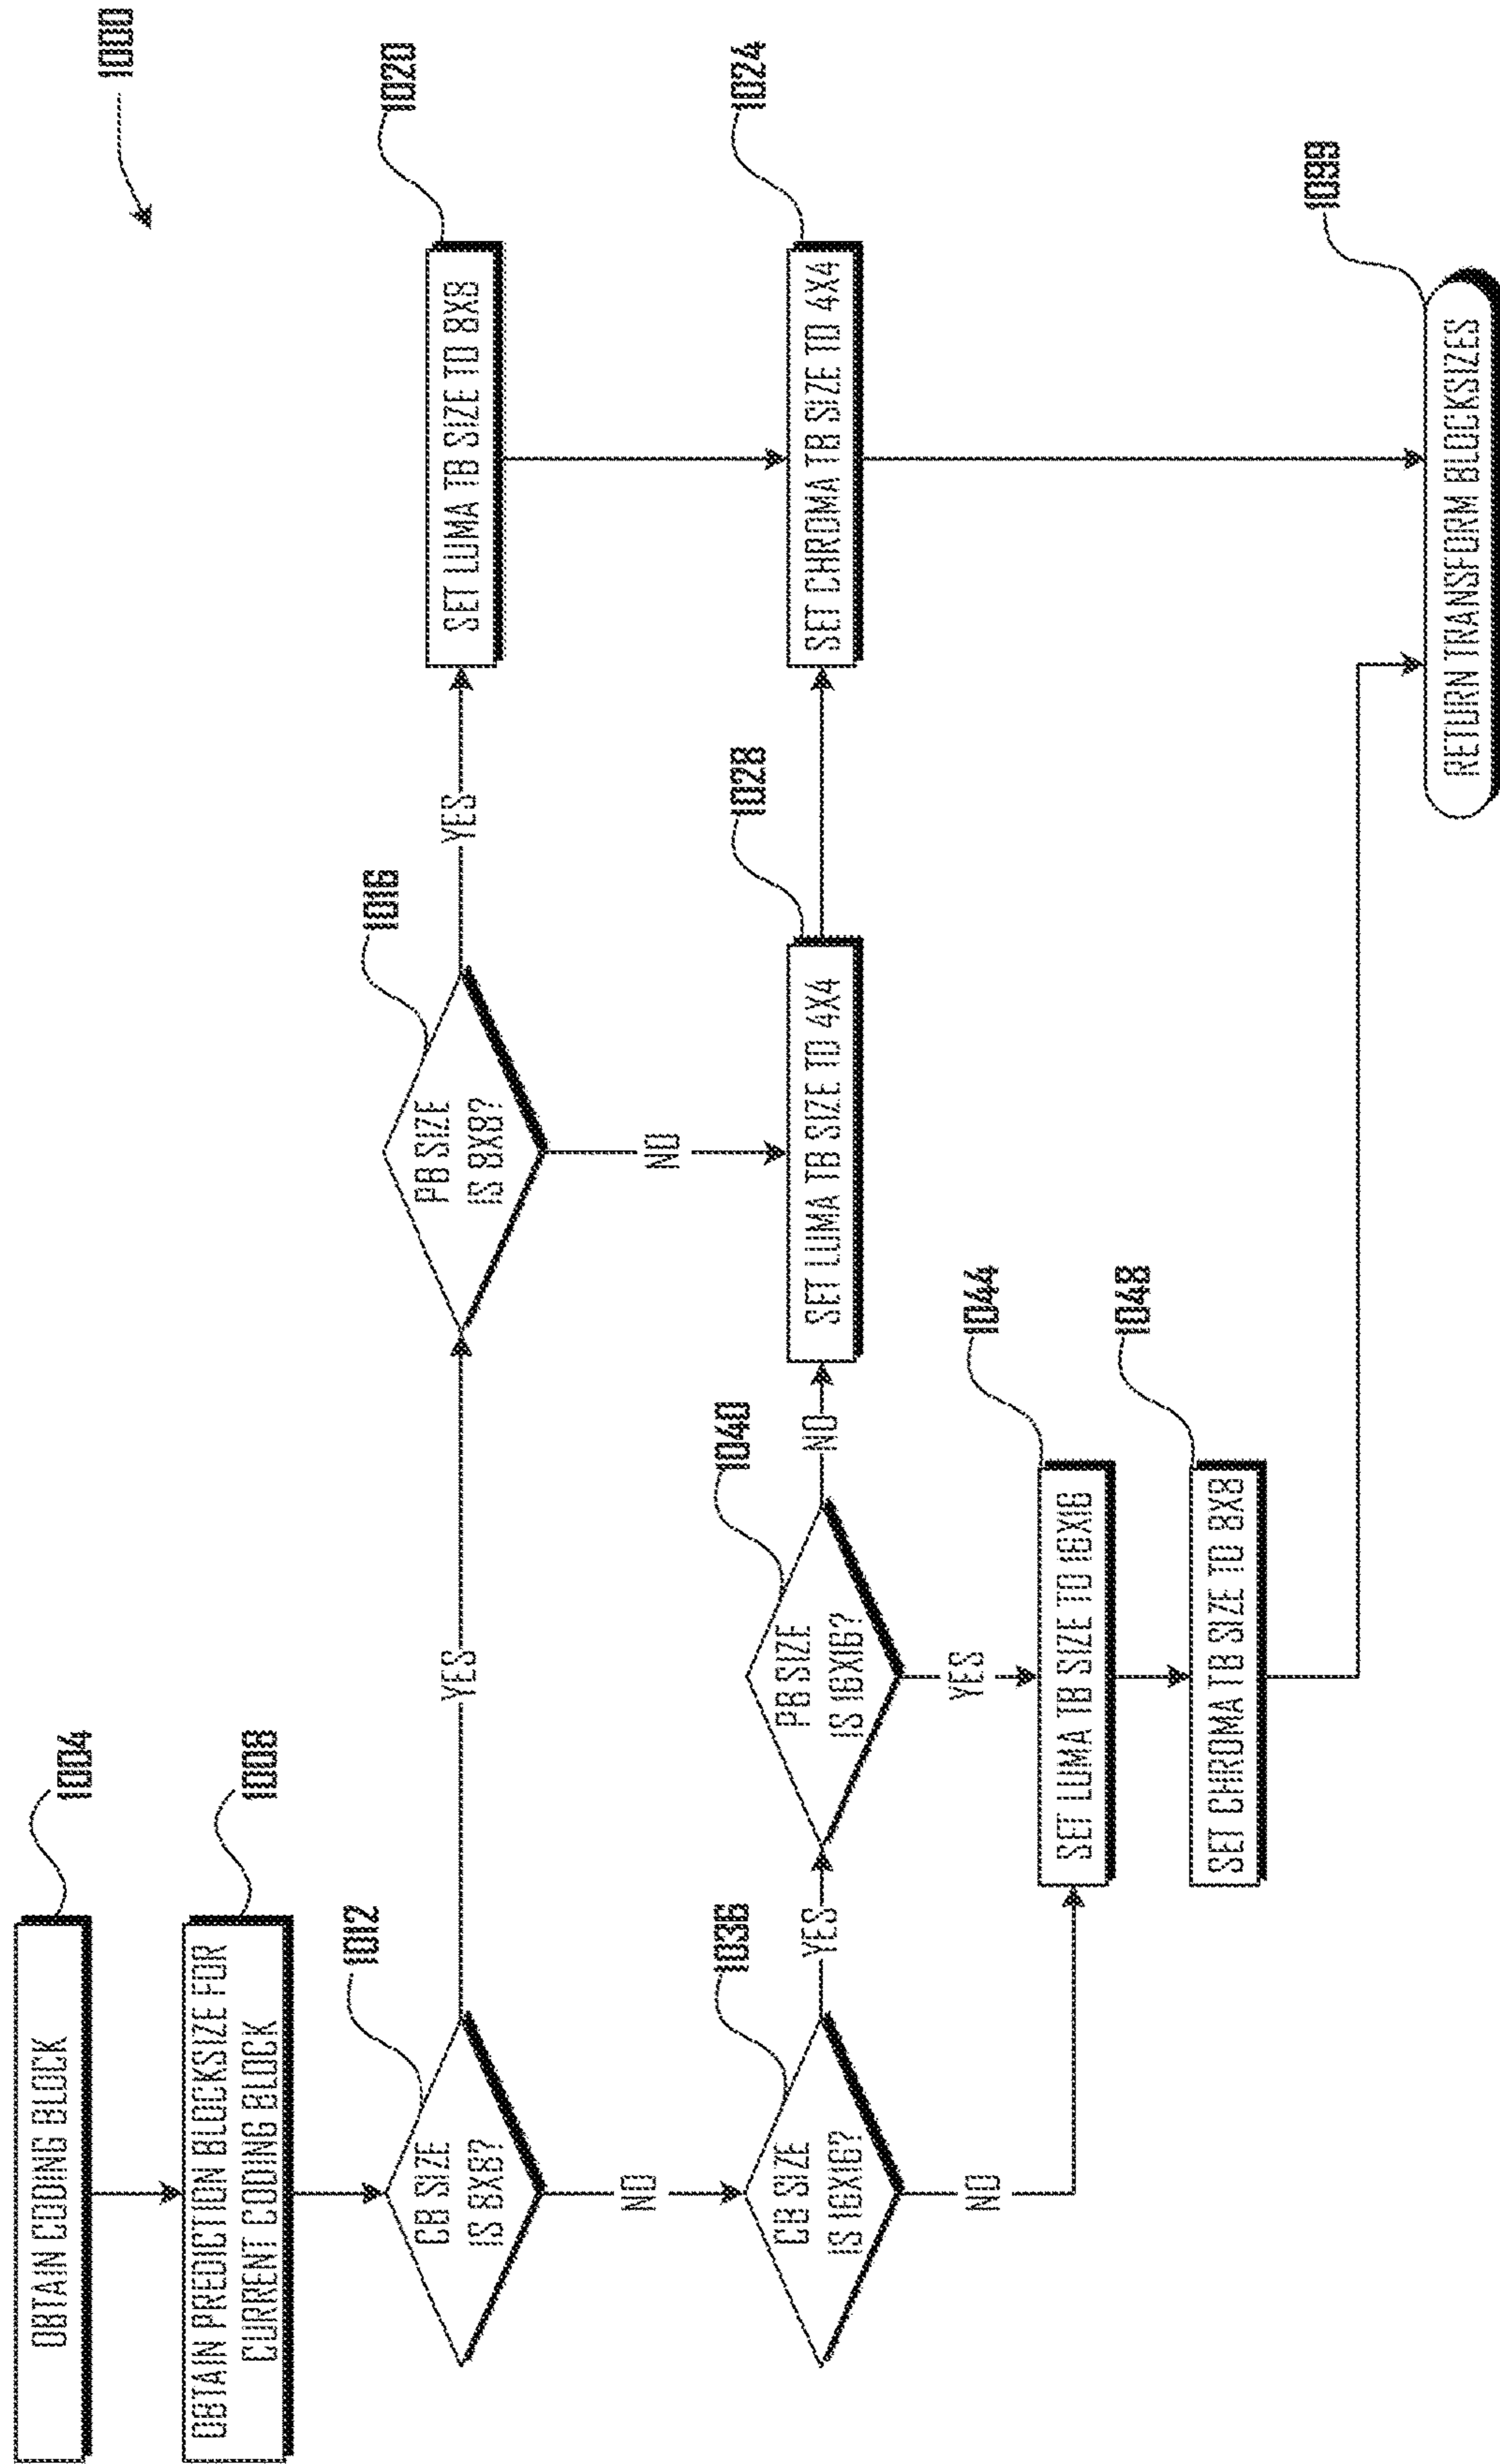 1000
OBTAIN CODING BLOCK
1004
OBTAIN PREDICTION BLOCKSIZE FOR
CURRENT CODING BLOCK
1008
CB SIZE
IS 8X8?
1012
YES
PB SIZE
IS 8X8?
1016
YES
SET LUMA TB SIZE TO 8X8
1020
NO
NO
CB SIZE
IS 16X16?
1036
YES
PB SIZE
IS 16X16?
1040
NO
SET LUMA TB SIZE TO 4X4
1028
SET CHROMA TB SIZE TO 4X4
1024
NO
YES
SET LUMA TB SIZE TO 16X16
1044
SET CHROMA TB SIZE TO 8X8
1048
RETURN TRANSFORM BLOCKSIZES
1099